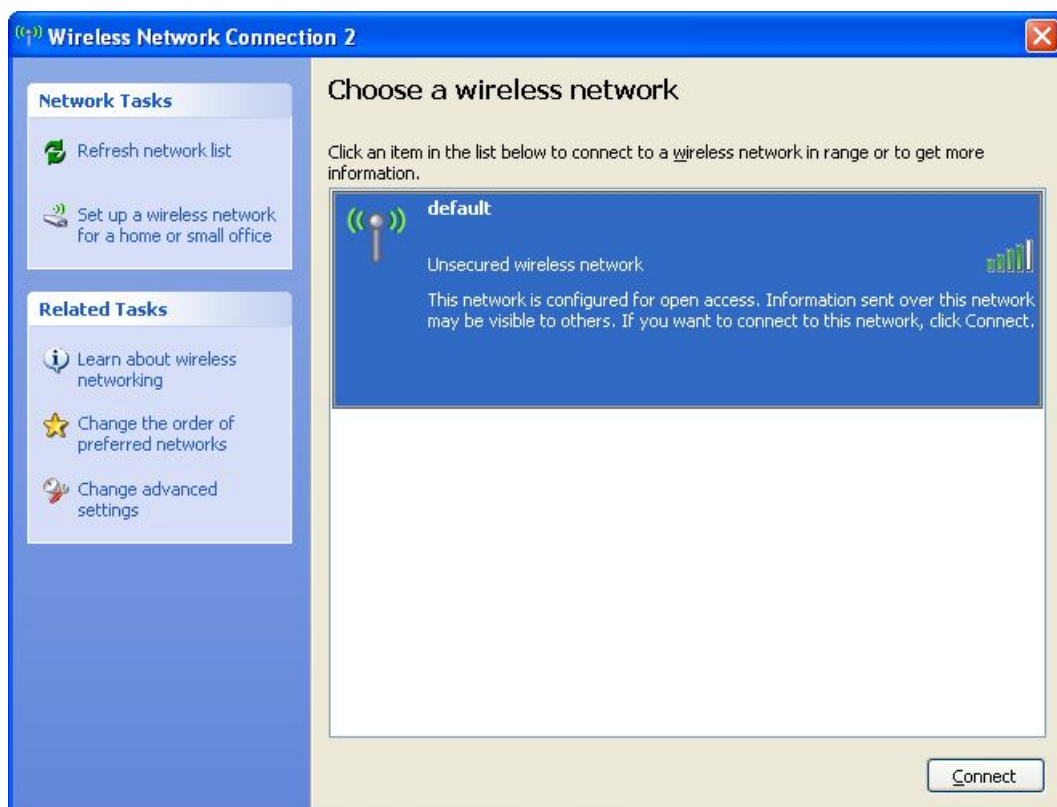 Wireless Network Connection 2
Network Tasks
Refresh network list
Set up a wireless network
for a home or small office
Related Tasks
Learn about wireless
networking
Change the order of
preferred networks
Change advanced
settings
Choose a wireless network
Click an item in the list below to connect to a wireless network in range or to get more
information.
default
Unsecured wireless network
This network is configured for open access. Information sent over this network
may be visible to others. If you want to connect to this network, click Connect.
Connect